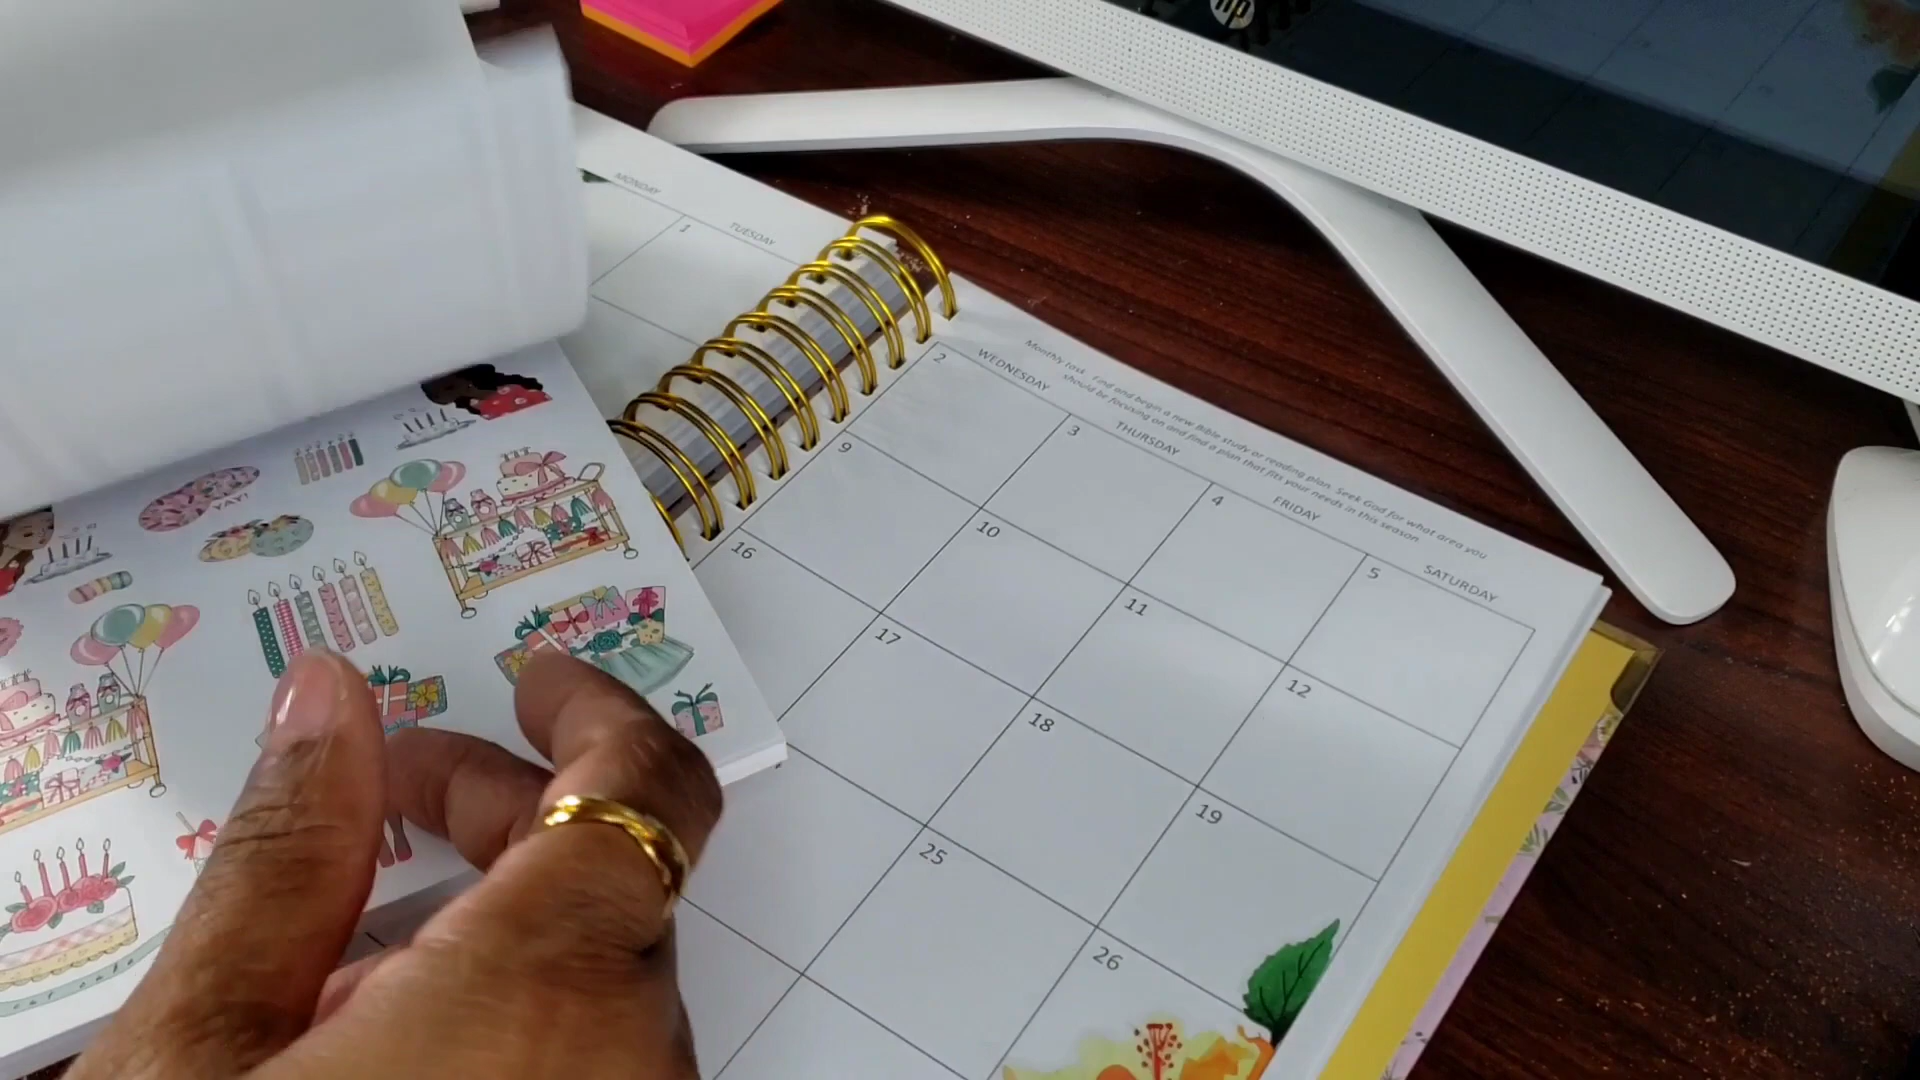 hp
MONDAY
TUESDAY
1
Monthly task: Find and begin a new Bible study or reading plan. Seek God for what area you
should be focusing on and find a plan that fits your needs in this season
WEDNESDAY
THURSDAY
FRIDAY
SATURDAY
2
3
4
5
9
10
11
12
16
17
18
19
25
26
YAY!
eat cake